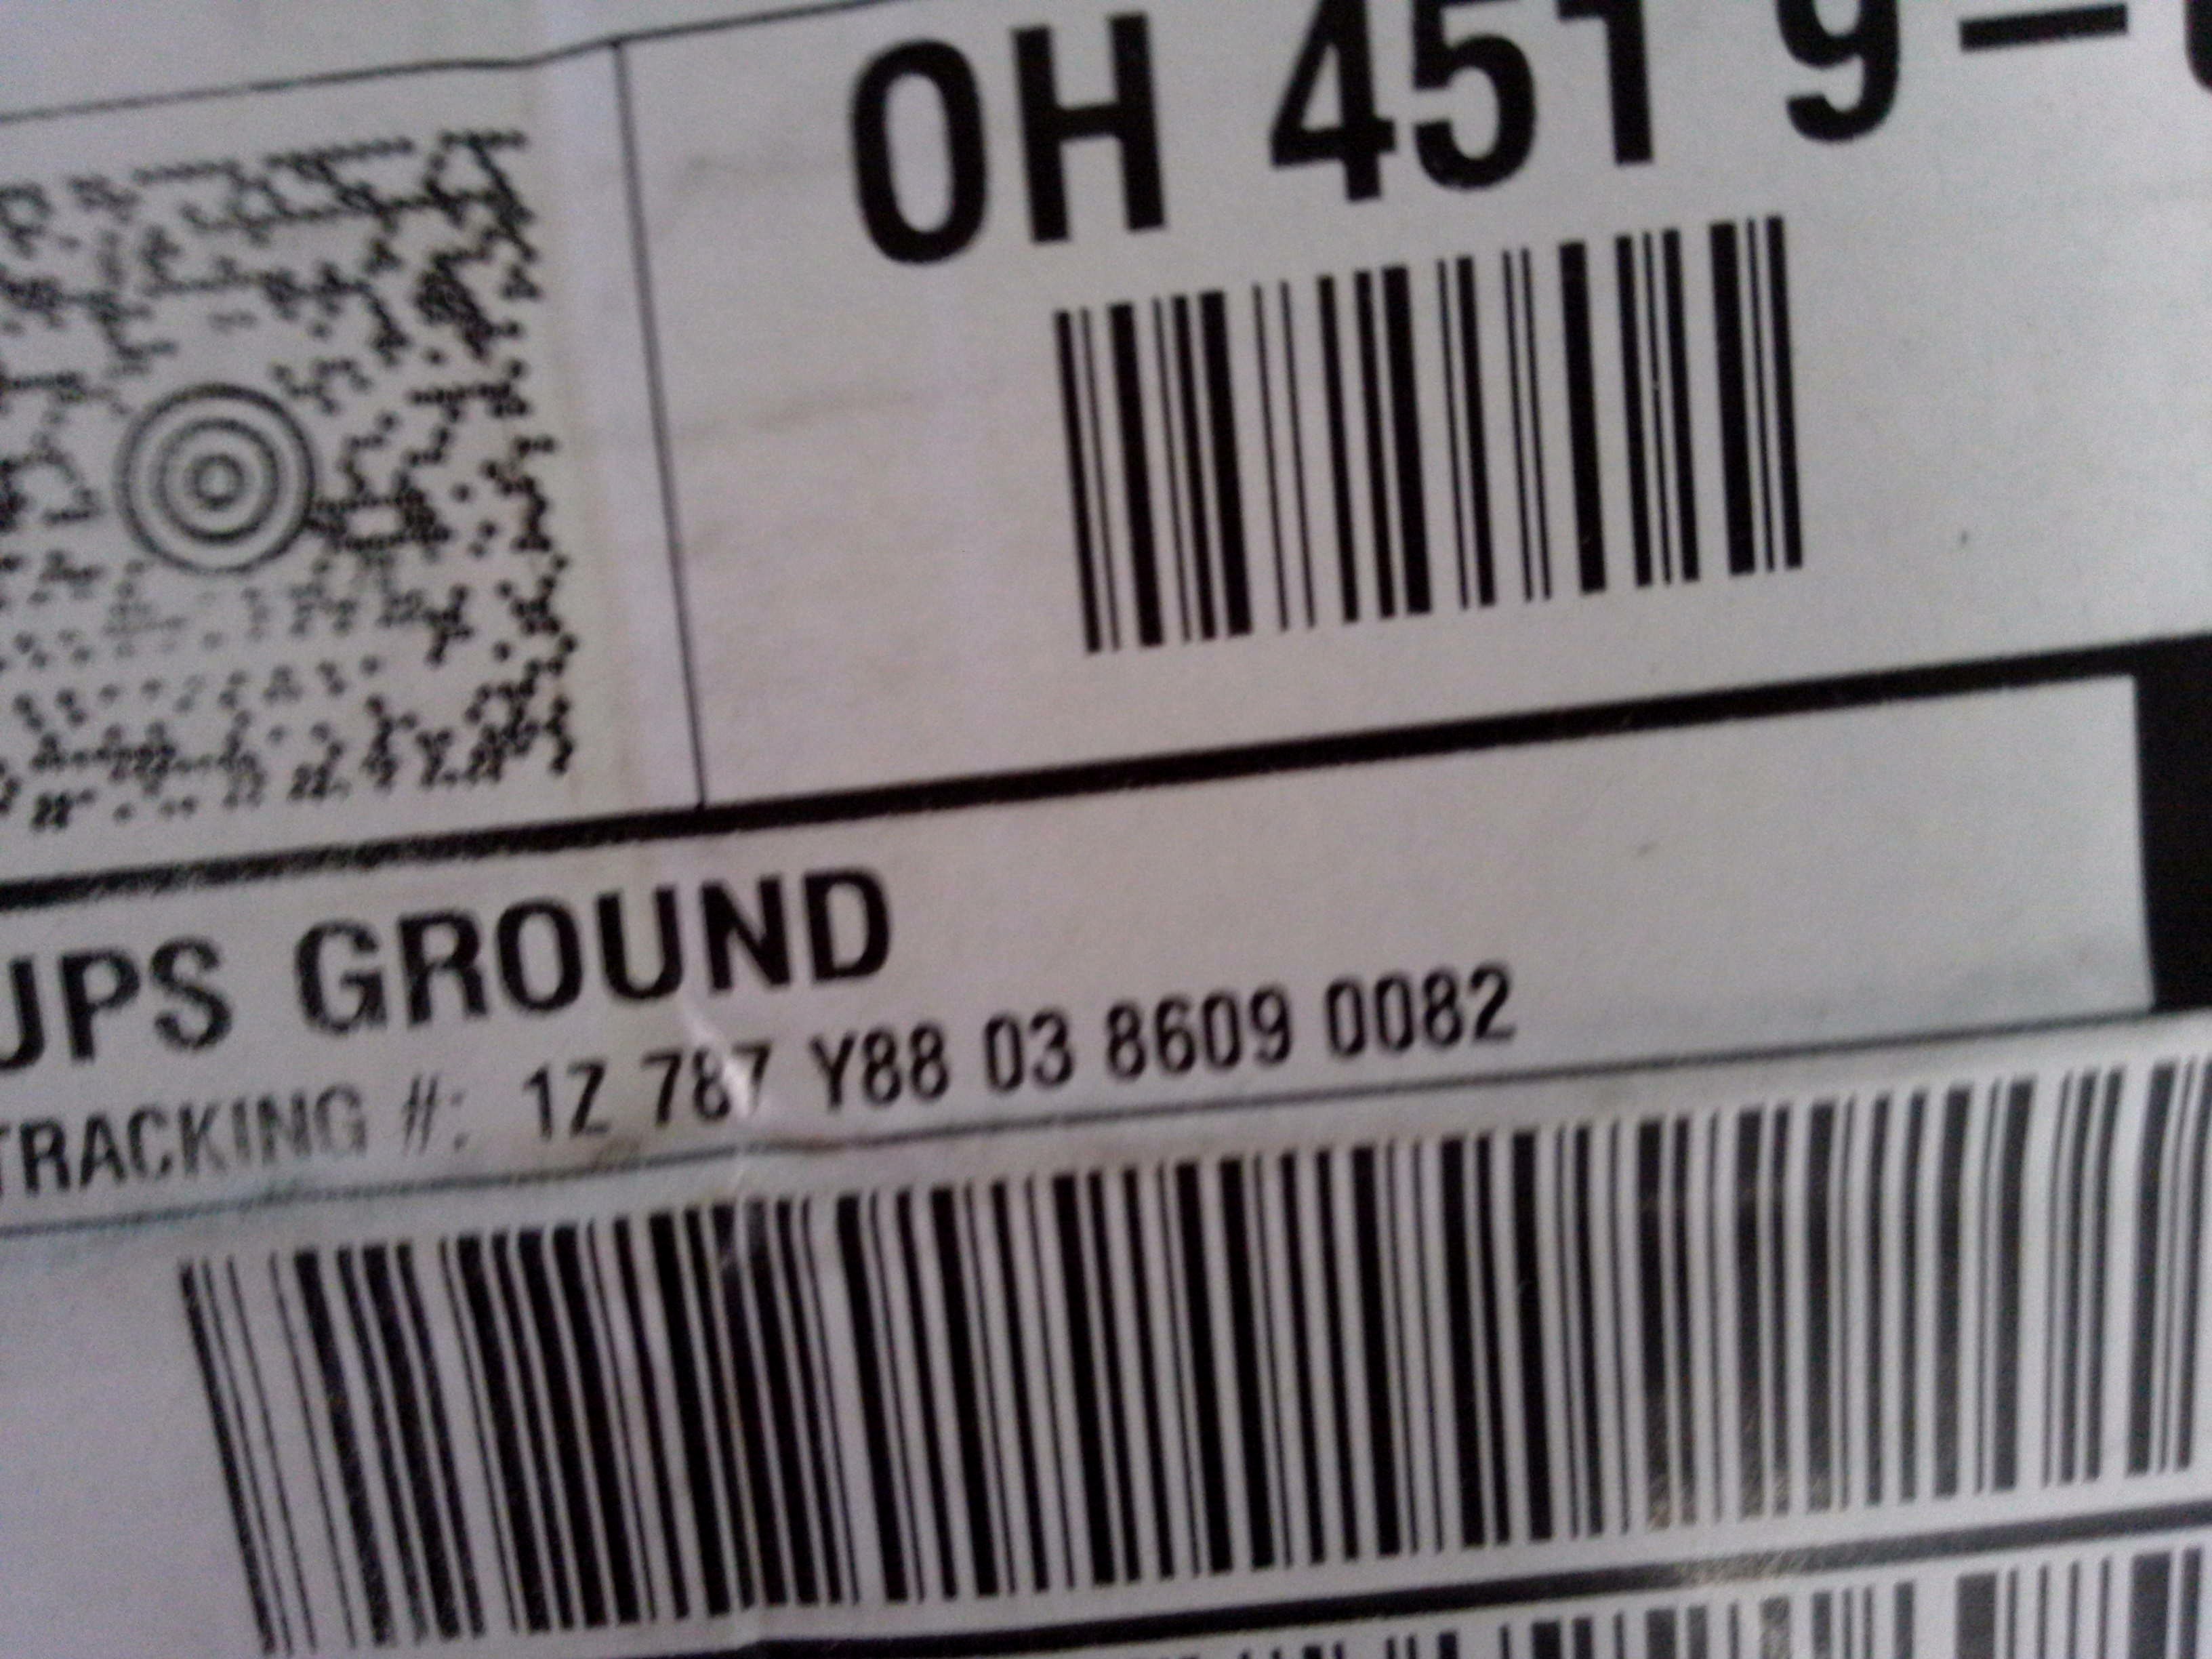 OH 451 9-
UPS GROUND
TRACKING #: 1Z 787 Y88 03 8609 0082